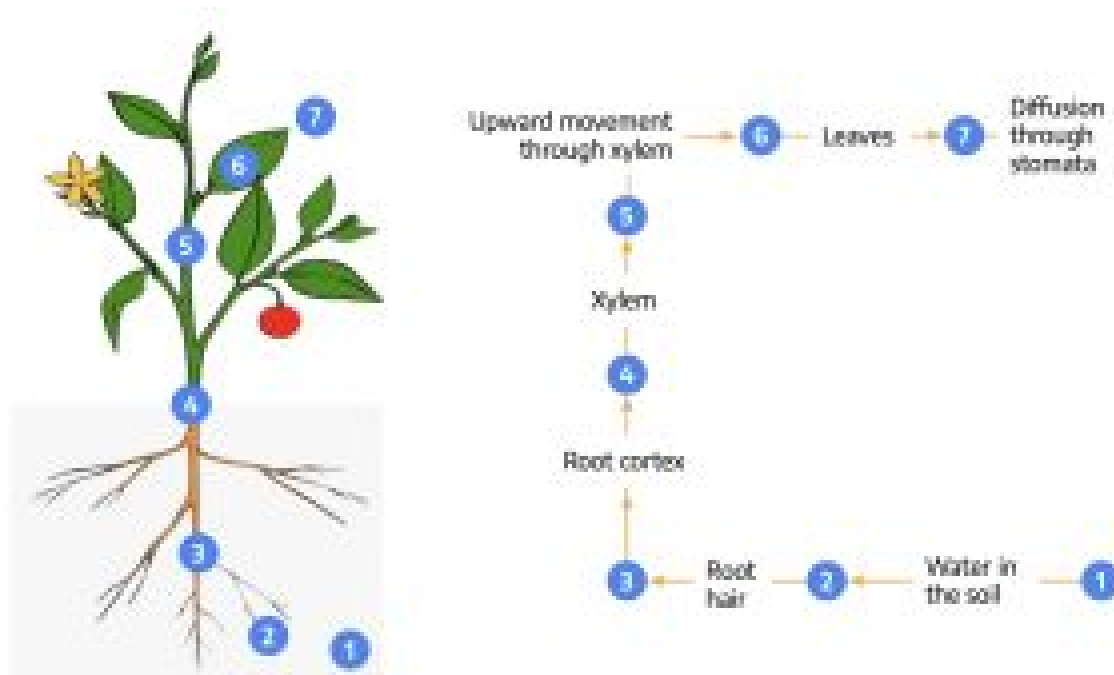 7
6
5
4
3
2
1
Upward movement
through xylem
6
Leaves
7
Diffusion
through
stomata
5
Xylem
4
Root cortex
3
Root
hair
2
Water in
the soil
1